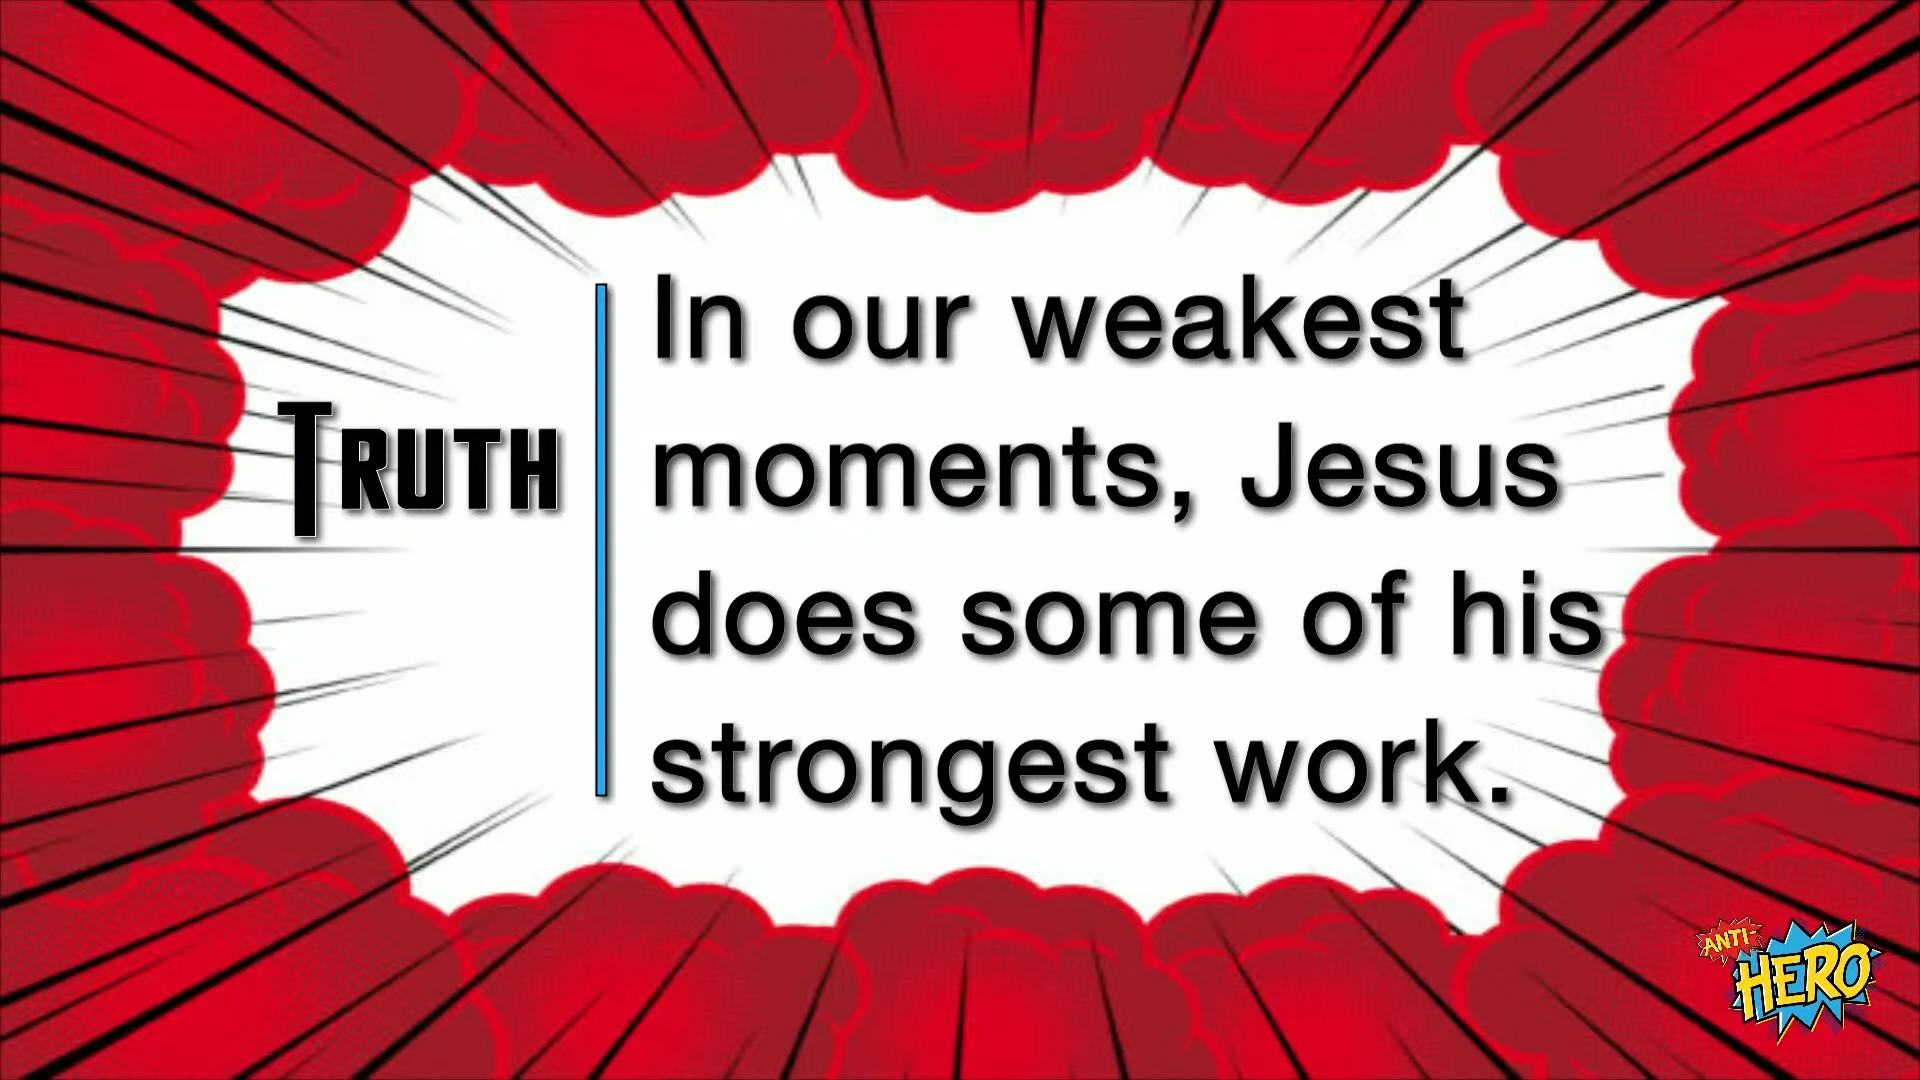 TRUTH
In our weakest
moments, Jesus
does some of his
strongest work.
ANTI-
HERO